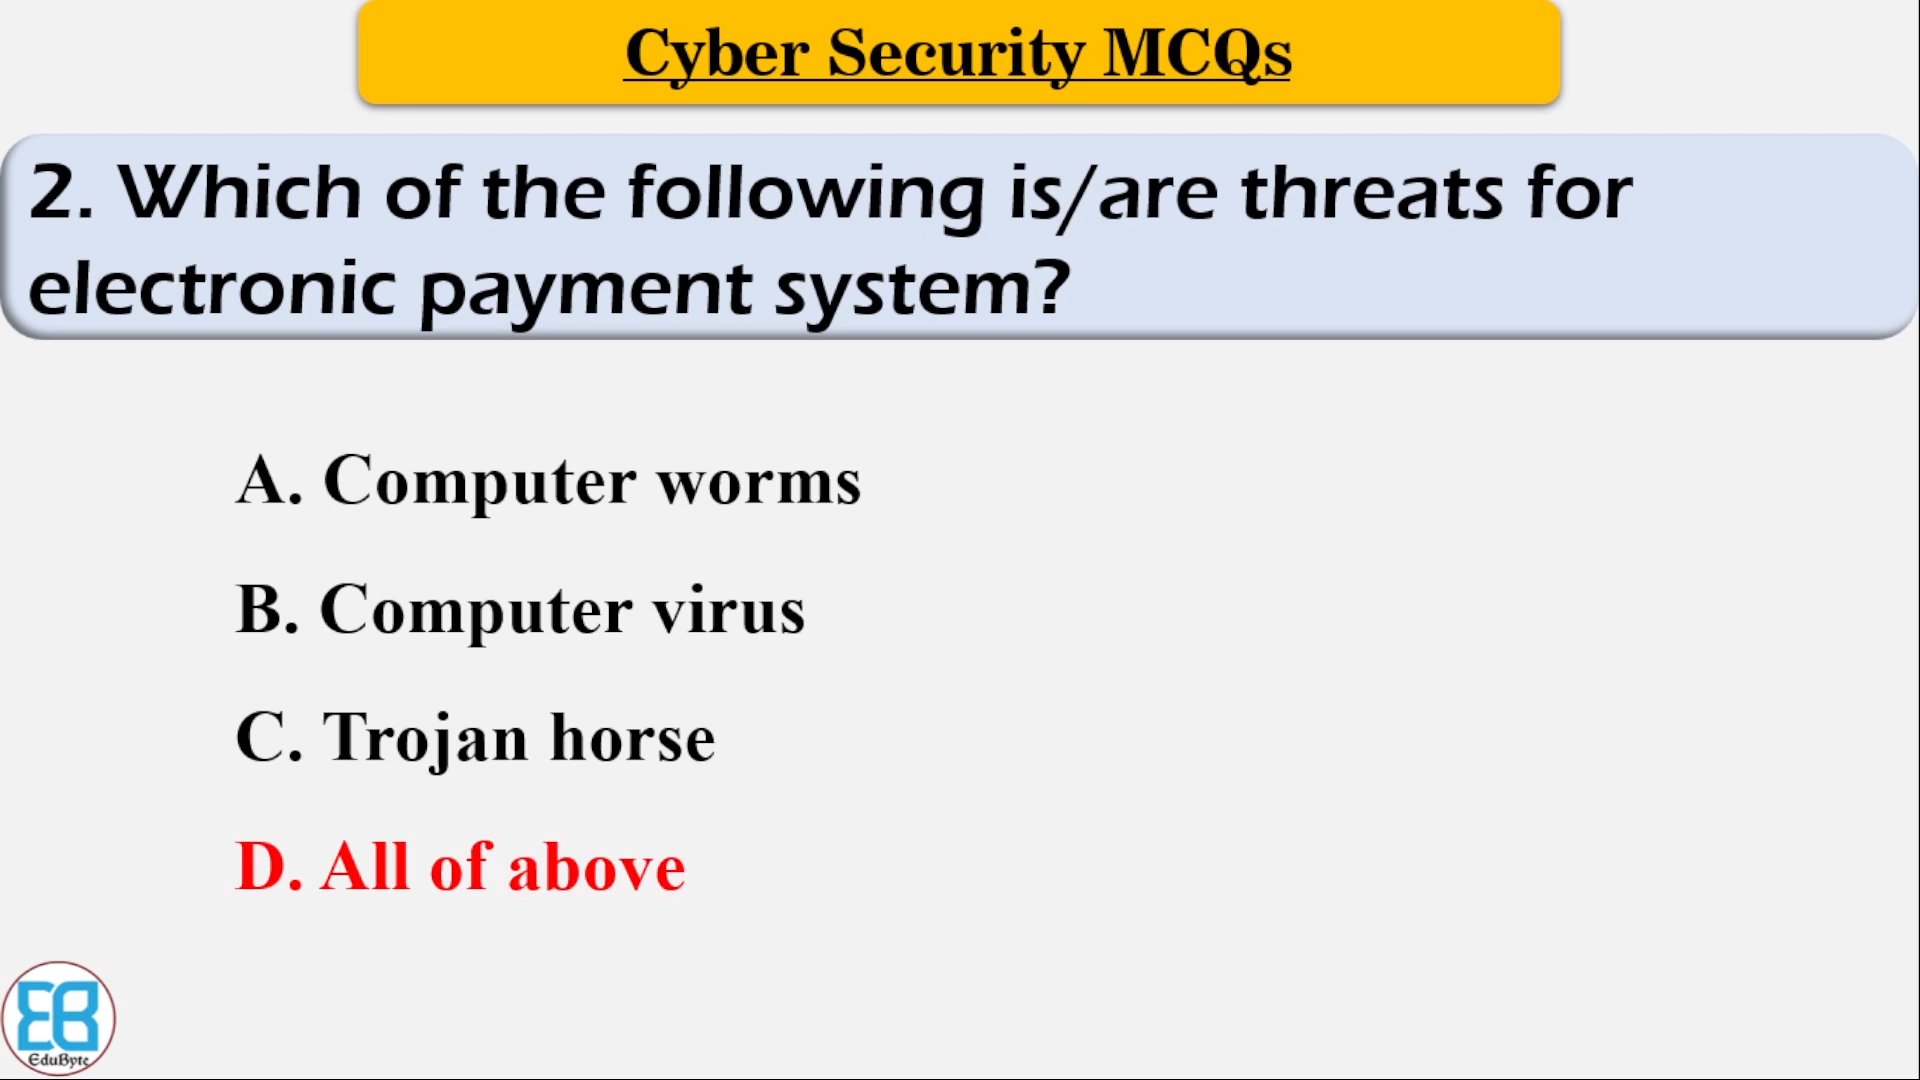 Cyber Security MCQs
2. Which of the following is/are threats for
electronic payment system?
A. Computer worms
B. Computer virus
C. Trojan horse
D. All of above
EB
EduByte